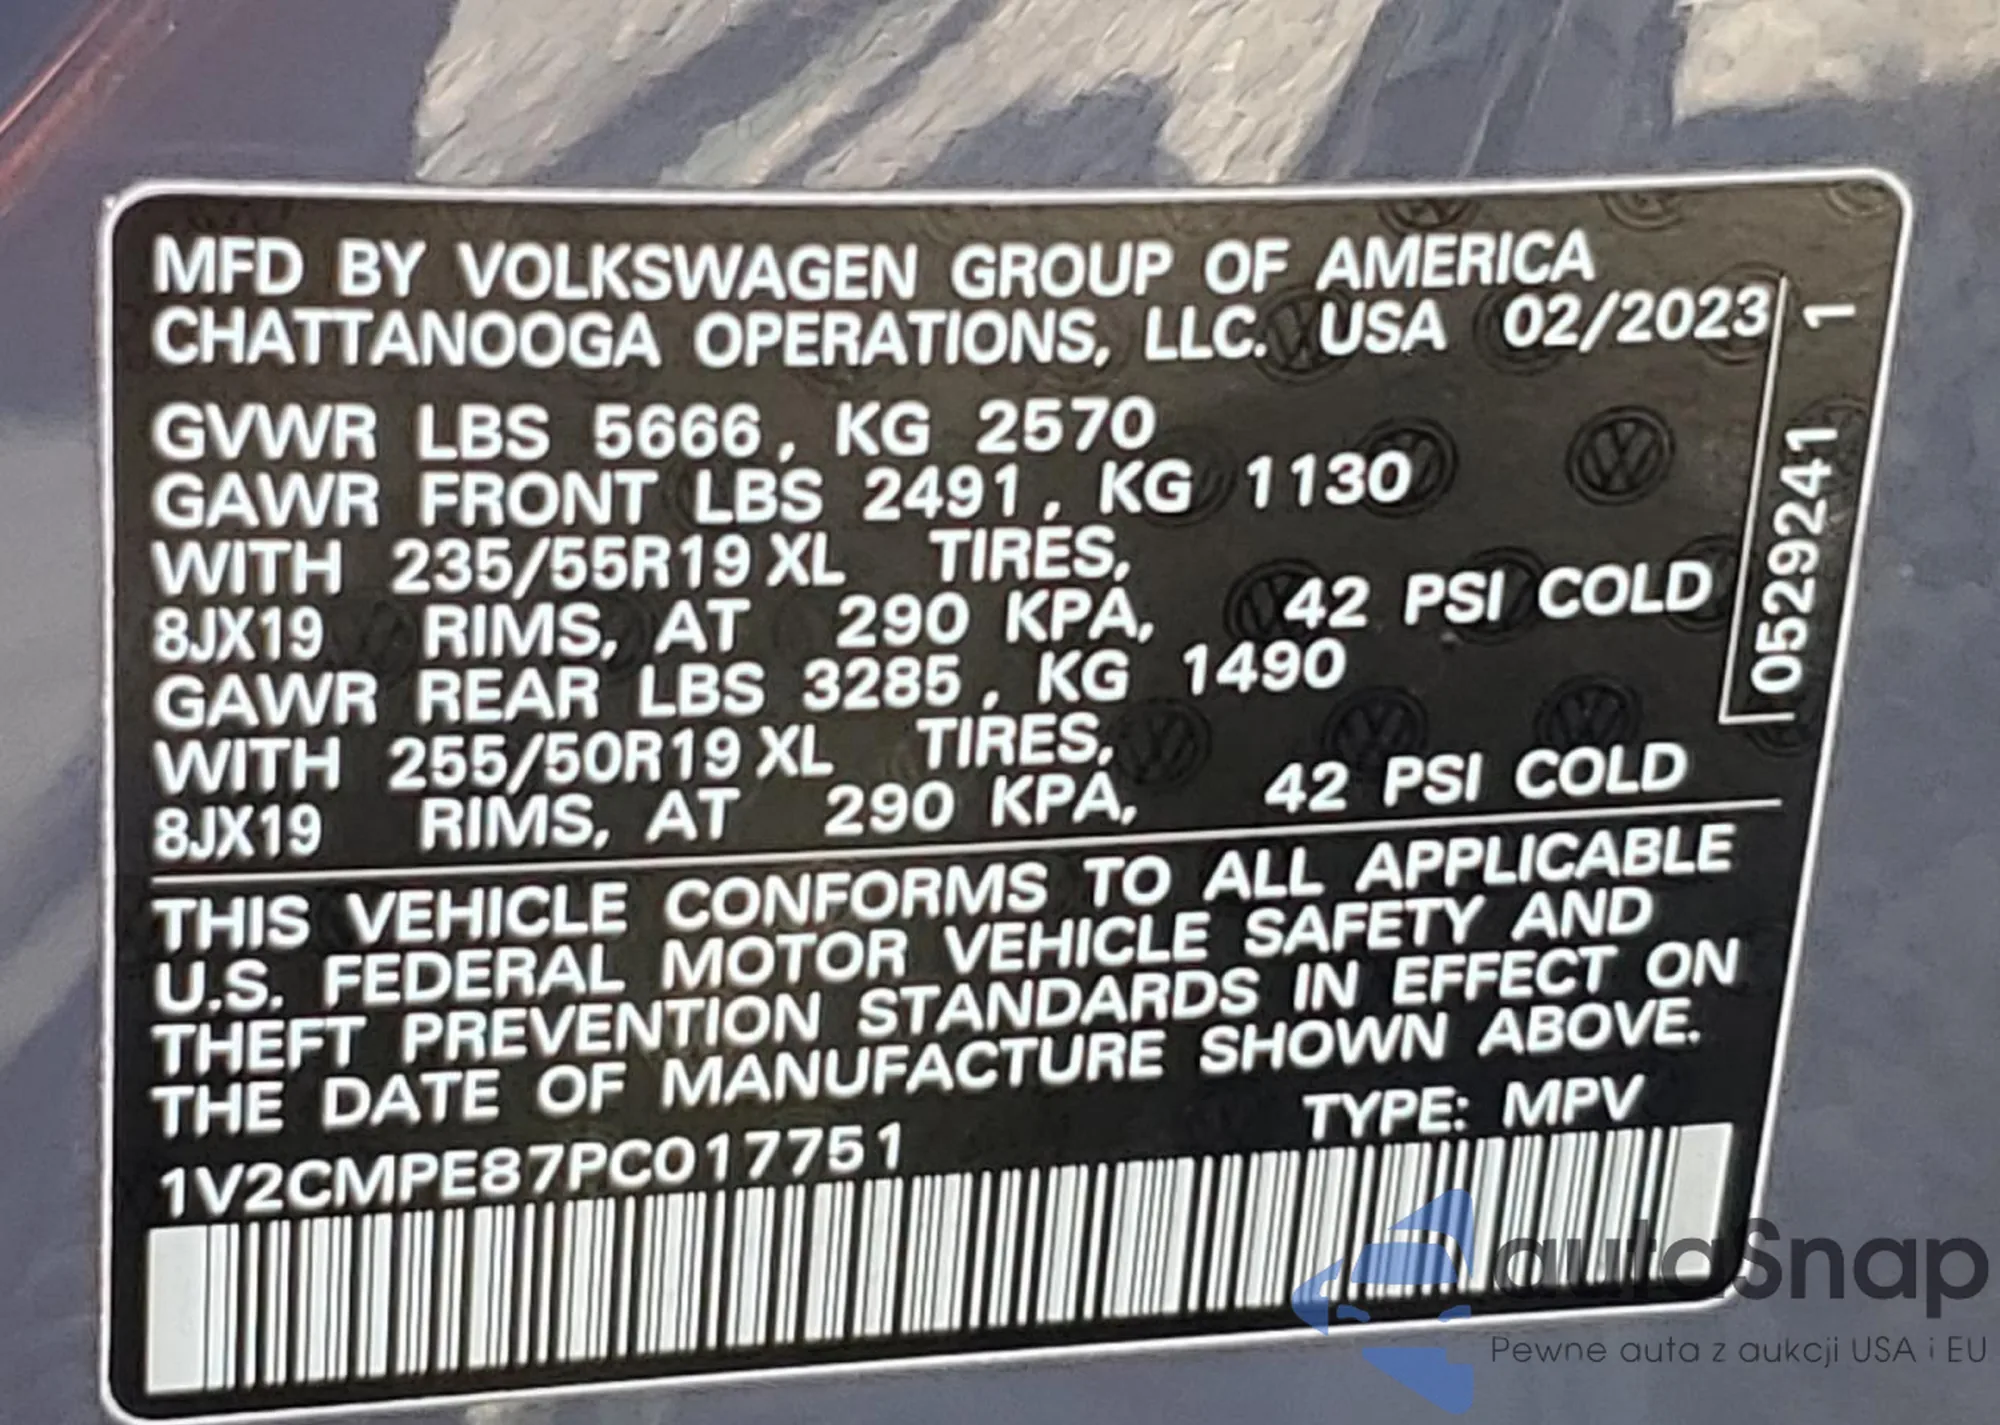 MFD BY VOLKSWAGEN GROUP OF AMERICA
CHATTANOOGA OPERATIONS, LLC. USA 02/2023
GVWR LBS 5666, KG 2570
GAWR FRONT LBS 2491, KG 1130
WITH 235/55R19 XL TIRES,
8JX19 RIMS, AT 290 KPA, 42 PSI COLD
GAWR REAR LBS 3285, KG 1490
WITH 255/50R19 XL TIRES,
8JX19 RIMS, AT 290 KPA, 42 PSI COLD
0529241 1
THIS VEHICLE CONFORMS TO ALL APPLICABLE
U.S. FEDERAL MOTOR VEHICLE SAFETY AND
THEFT PREVENTION STANDARDS IN EFFECT ON
THE DATE OF MANUFACTURE SHOWN ABOVE.
TYPE: MPV
1V2CMPE87PC017751
autaSnap
Pewne auta z aukcji USA i EU